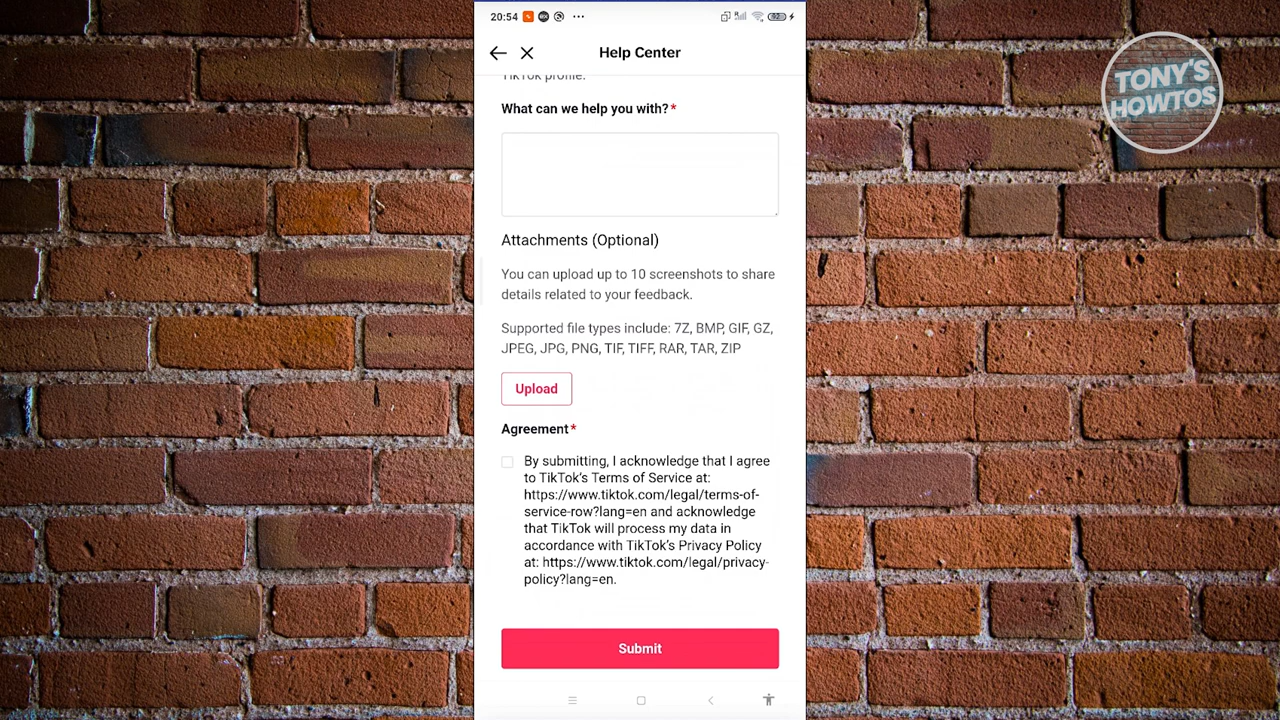 20:54
Help Center
TikTok profile.
What can we help you with?*
Attachments (Optional)
You can upload up to 10 screenshots to share
details related to your feedback.
Supported file types include: 7Z, BMP, GIF, GZ,
JPEG, JPG, PNG, TIF, TIFF, RAR, TAR, ZIP
Upload
Agreement*
By submitting, I acknowledge that I agree
to TikTok's Terms of Service at:
https://www.tiktok.com/legal/terms-of-
service-row?lang=en and acknowledge
that TikTok will process my data in
accordance with TikTok's Privacy Policy
at: https://www.tiktok.com/legal/privacy-
policy?lang=en.
Submit
TONY'S
HOWTOS